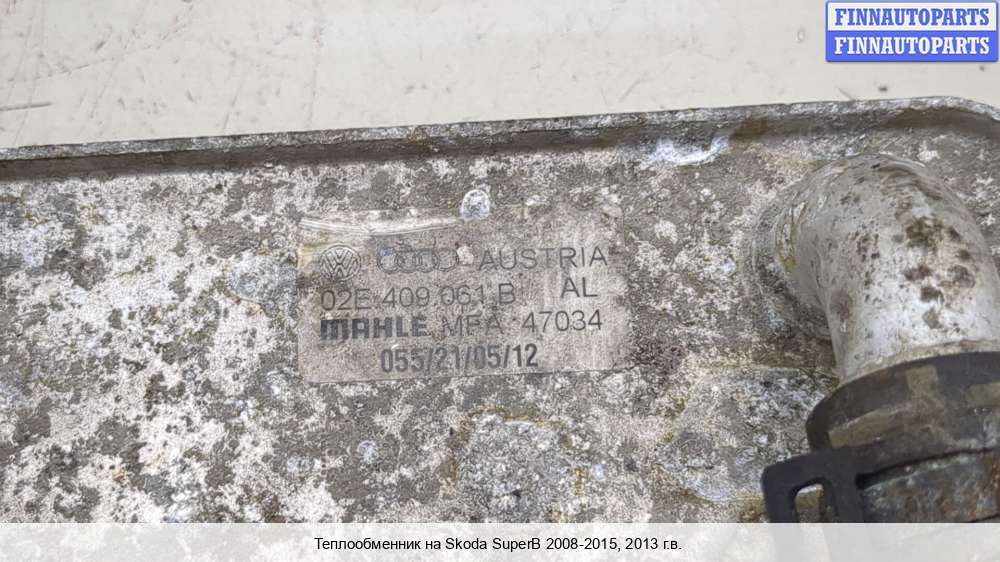 FINNAUTOPARTS
FINNAUTOPARTS
AUSTRIA
02E 409 061 B AL
MAHLE MFA 47034
055/21/05/12
Теплообменник на Skoda SuperB 2008-2015, 2013 г.в.